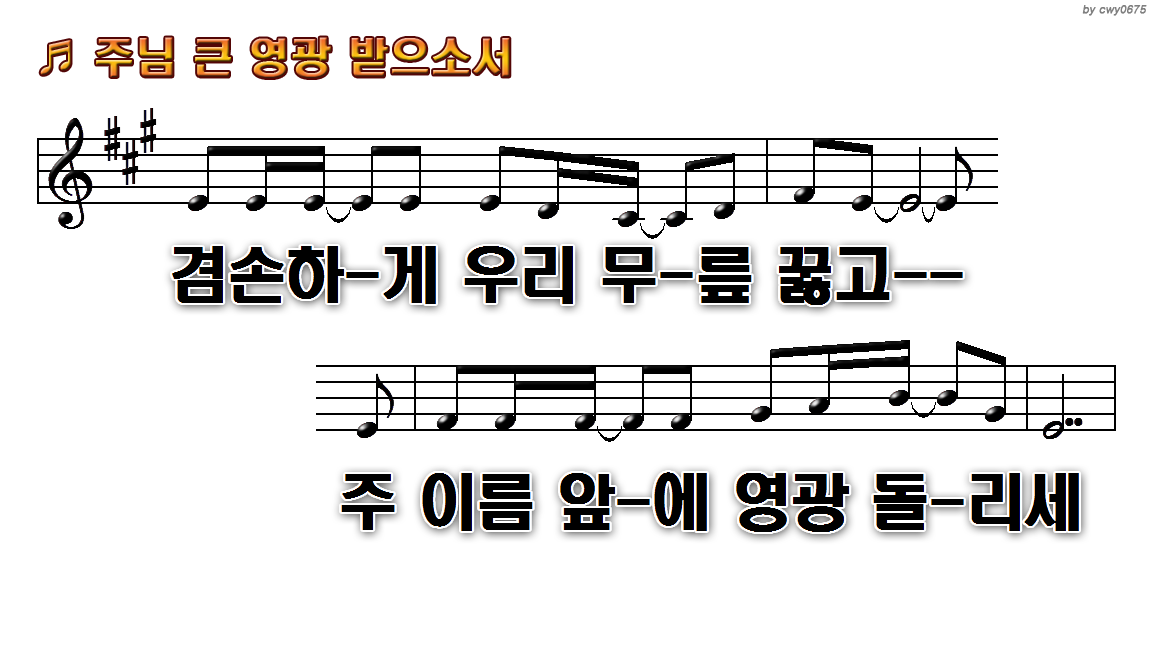 by cwy0675
♬ 주님 큰 영광 받으소서
겸손하-게 우리 무-릎 꿇고--
주 이름 앞-에 영광 돌-리세